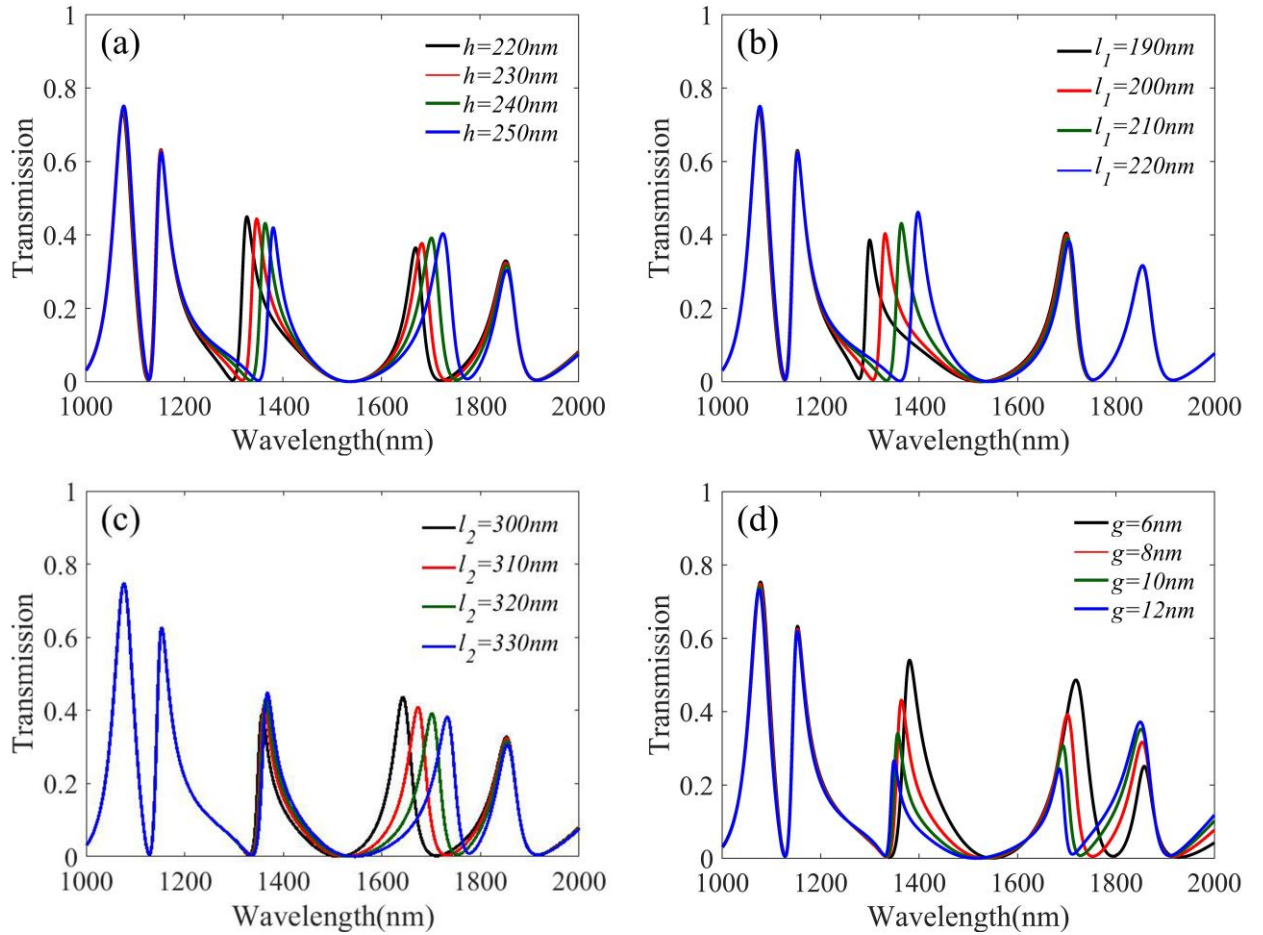 (a)
h=220nm
h=230nm
h=240nm
h=250nm
1
0.8
0.6
0.4
0.2
0
Transmission
1000 1200 1400 1600 1800 2000
Wavelength(nm)
(b)
l1=190nm
l1=200nm
l1=210nm
l1=220nm
1
0.8
0.6
0.4
0.2
0
Transmission
1000 1200 1400 1600 1800 2000
Wavelength(nm)
(c)
l2=300nm
l2=310nm
l2=320nm
l2=330nm
1
0.8
0.6
0.4
0.2
0
Transmission
1000 1200 1400 1600 1800 2000
Wavelength(nm)
(d)
g=6nm
g=8nm
g=10nm
g=12nm
1
0.8
0.6
0.4
0.2
0
Transmission
1000 1200 1400 1600 1800 2000
Wavelength(nm)